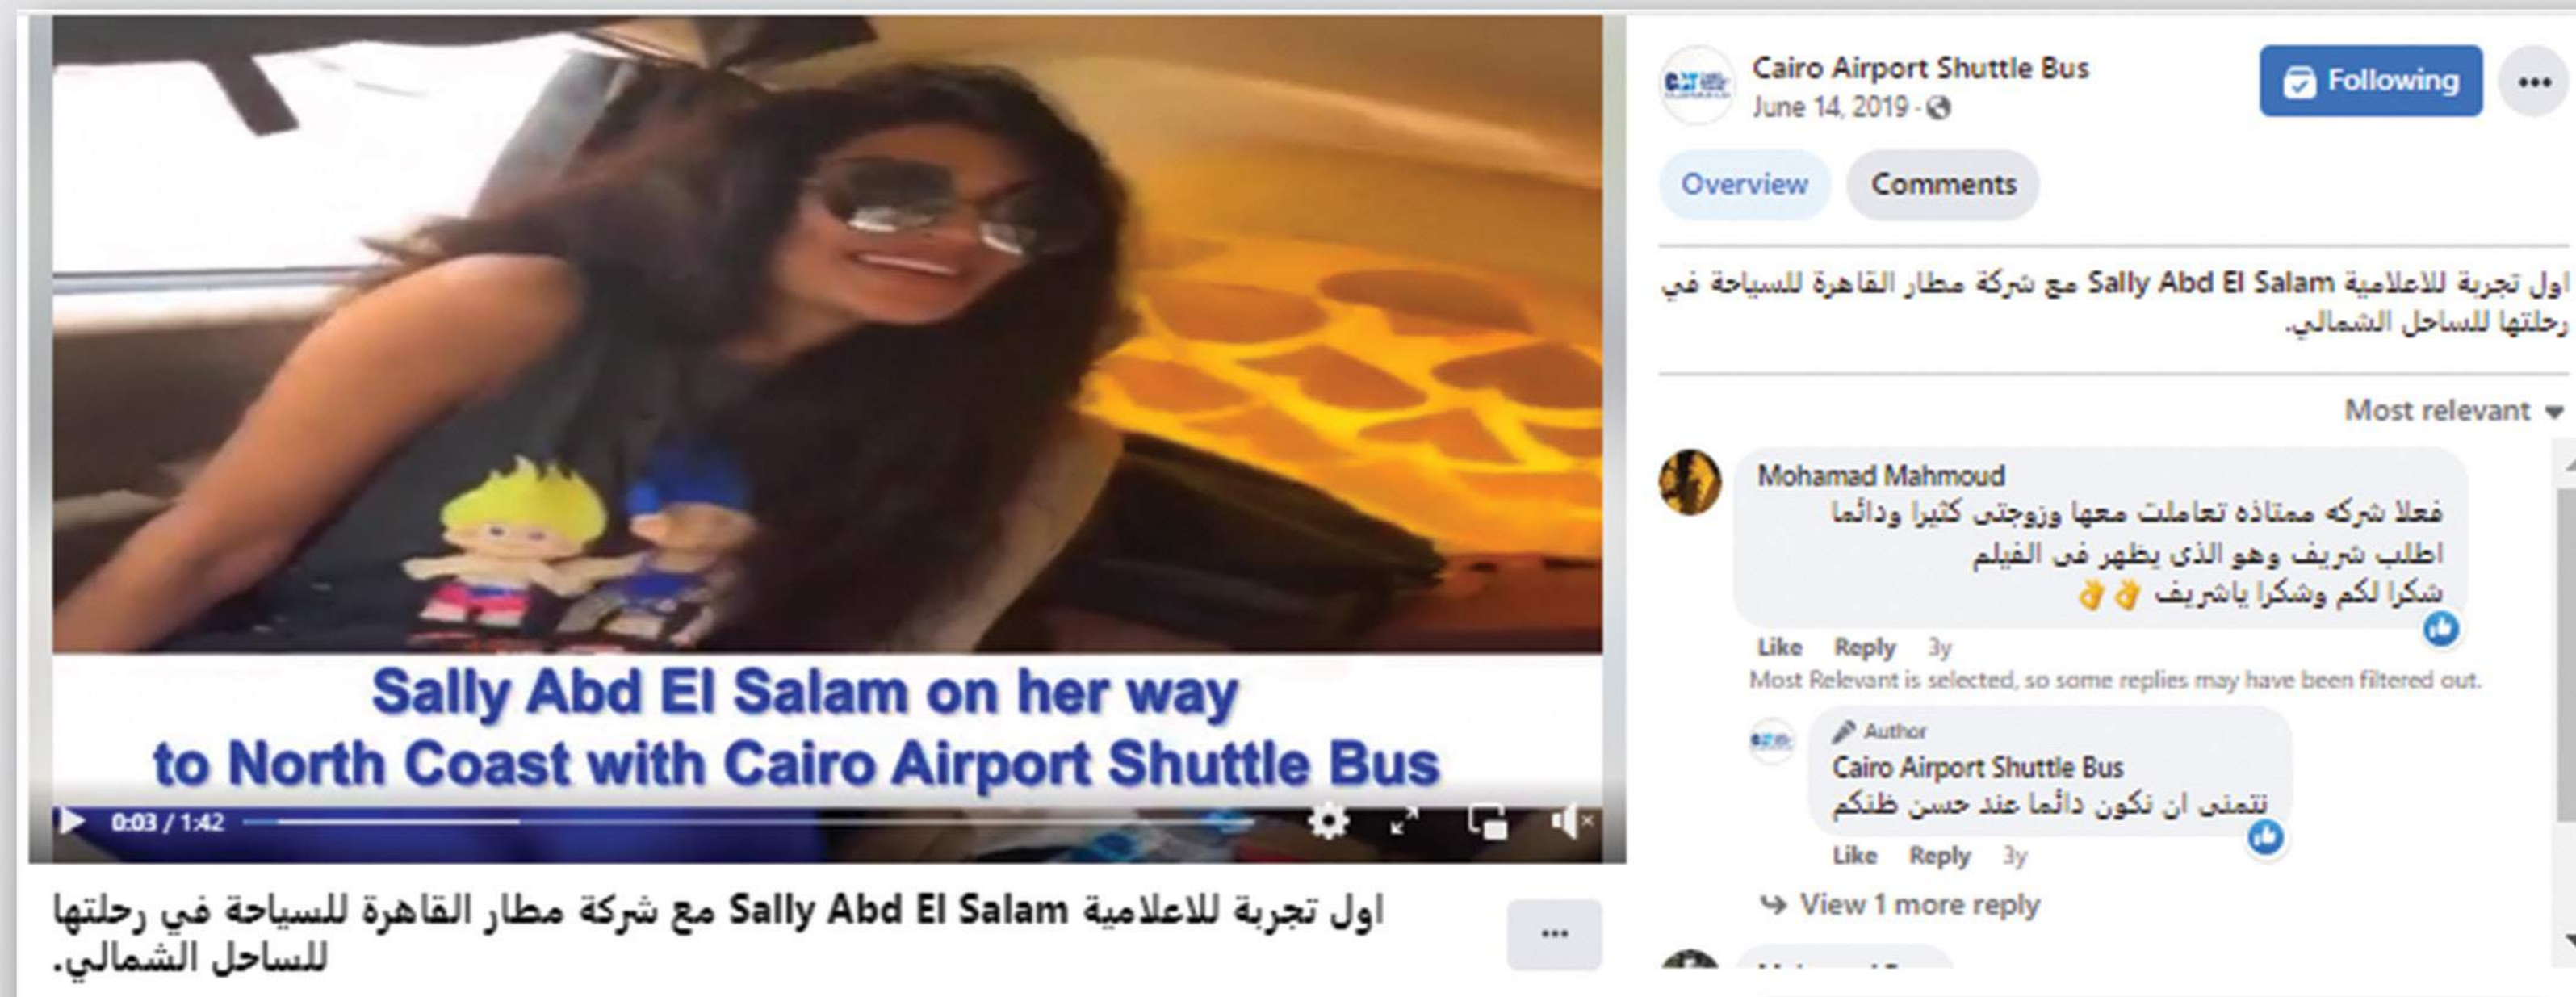 Sally Abd El Salam on her way
to North Coast with Cairo Airport Shuttle Bus
0:03 / 1:42
اول تجربة للاعلامية Sally Abd El Salam مع شركة مطار القاهرة للسياحة في رحلتها
للساحل الشمالي.
Cairo Airport Shuttle Bus
June 14, 2019 ·
Following
Overview
Comments
اول تجربة للاعلامية Sally Abd El Salam مع شركة مطار القاهرة للسياحة في
رحلتها للساحل الشمالي.
Most relevant
Mohamad Mahmoud
فعلا شركه ممتاذه تعاملت معها وزوجتى كثيرا ودائما
اطلب شريف وهو الذى يظهر فى الفيلم
شكرا لكم وشكرا ياشريف 👌👌
Like Reply 3y
Most Relevant is selected, so some replies may have been filtered out.
Author
Cairo Airport Shuttle Bus
نتمنى ان نكون دائما عند حسن ظنكم
Like Reply 3y
View 1 more reply